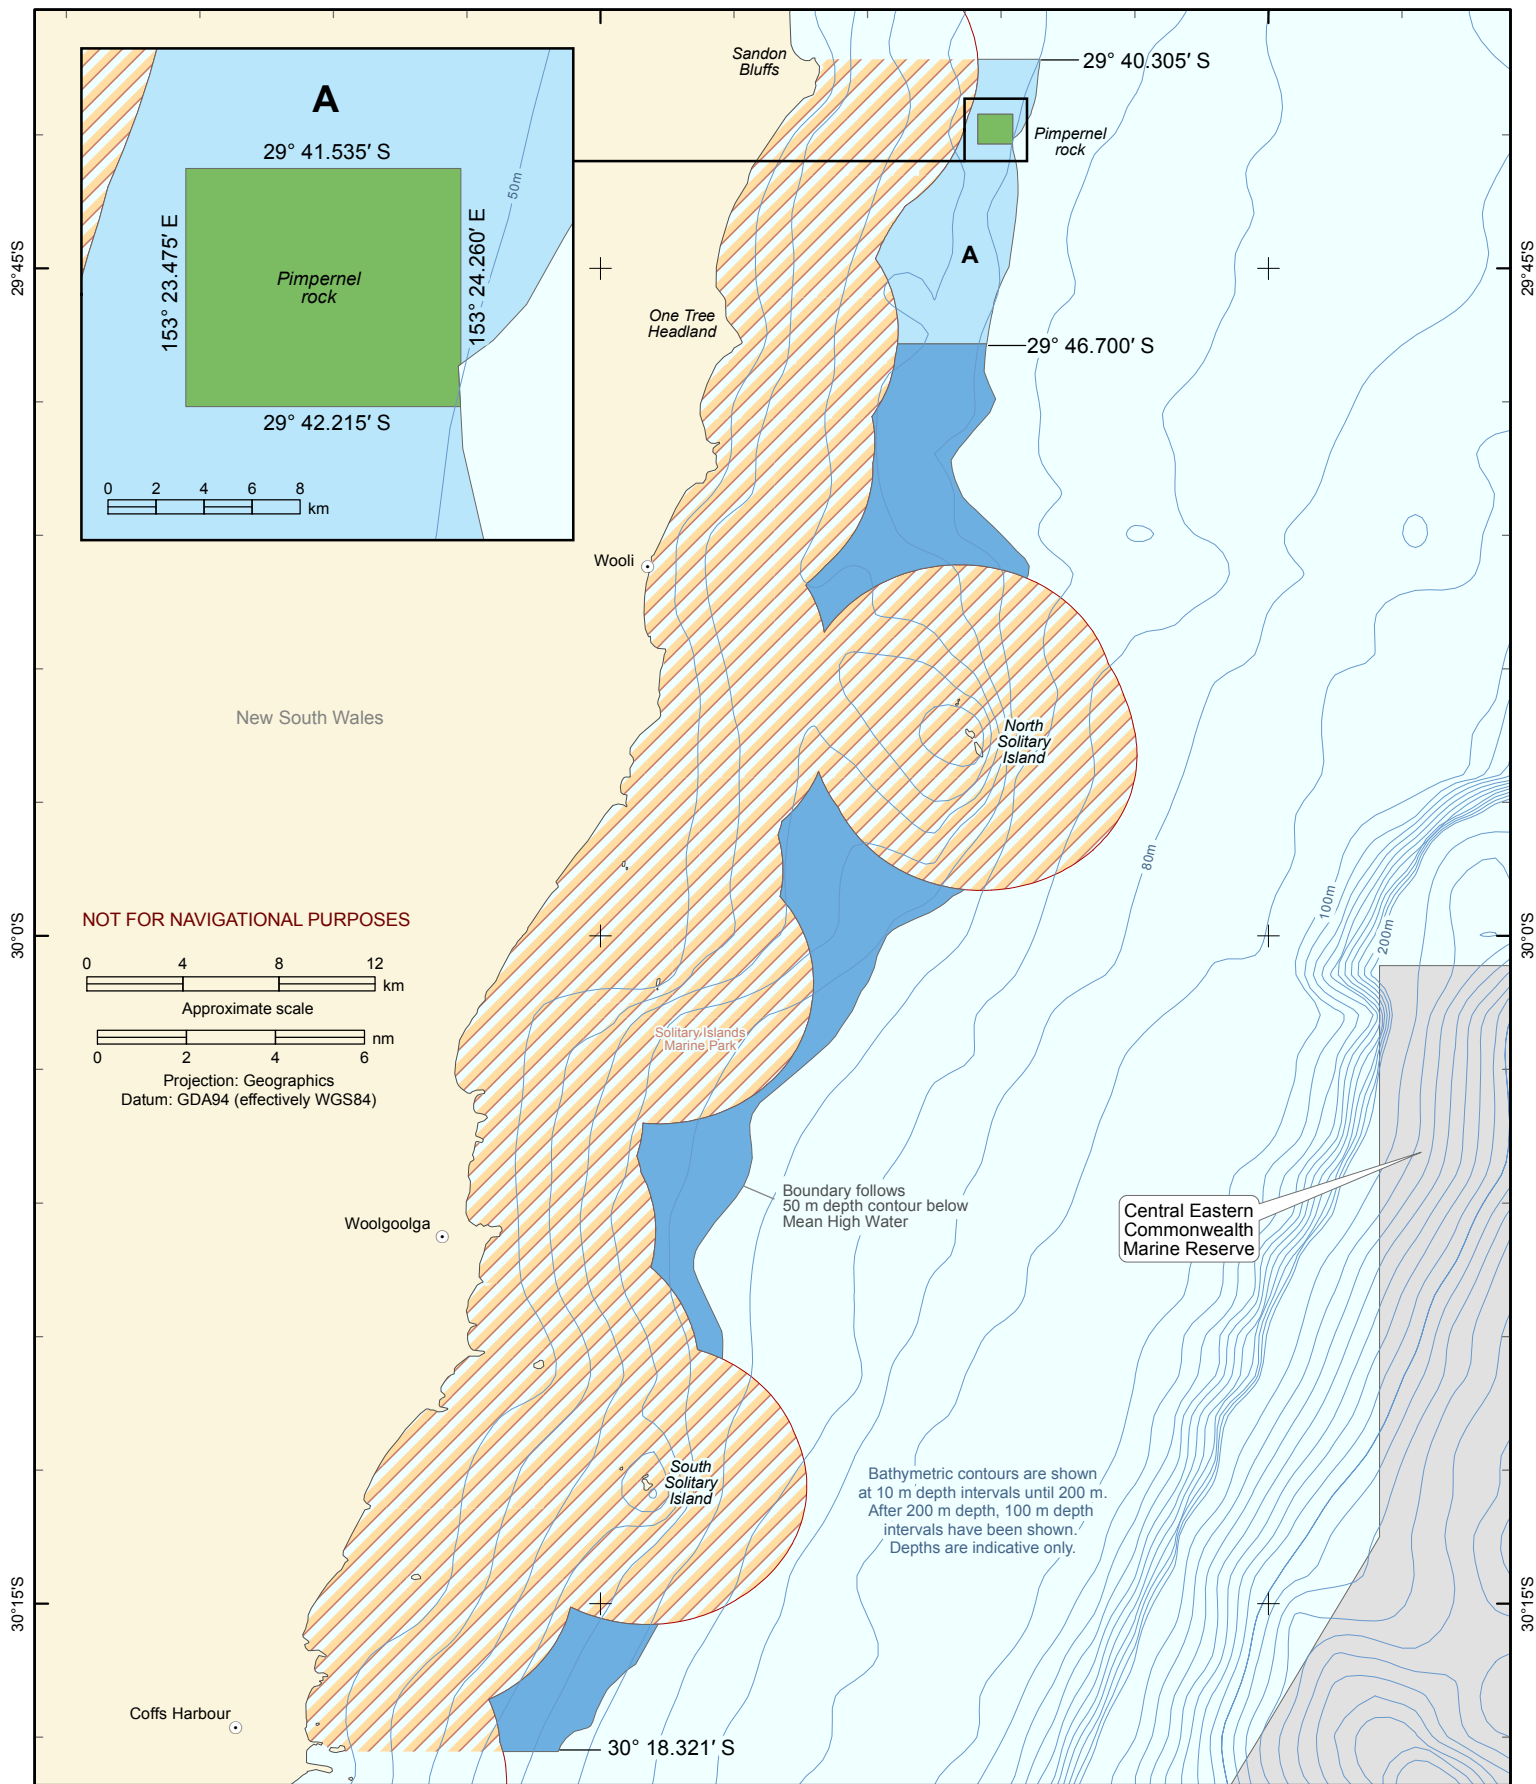 Sandon
Bluffs
29° 40.305′ S
A
29° 41.535′ S
153° 23.475′ E
Pimpernel
rock
153° 24.260′ E
50m
29° 42.215′ S
0 2 4 6 8
km
Pimpernel
rock
A
29°45'S
29°45'S
One Tree
Headland
29° 46.700′ S
Wooli
New South Wales
North
Solitary
Island
80m
100m
200m
NOT FOR NAVIGATIONAL PURPOSES
0 4 8 12
km
Approximate scale
nm
0 2 4 6
Projection: Geographics
Datum: GDA94 (effectively WGS84)
30°0'S
30°0'S
Solitary Islands
Marine Park
Boundary follows
50 m depth contour below
Mean High Water
Central Eastern
Commonwealth
Marine Reserve
Woolgoolga
South
Solitary
Island
Bathymetric contours are shown
at 10 m depth intervals until 200 m.
After 200 m depth, 100 m depth
intervals have been shown.
Depths are indicative only.
30°15'S
30°15'S
Coffs Harbour
30° 18.321′ S